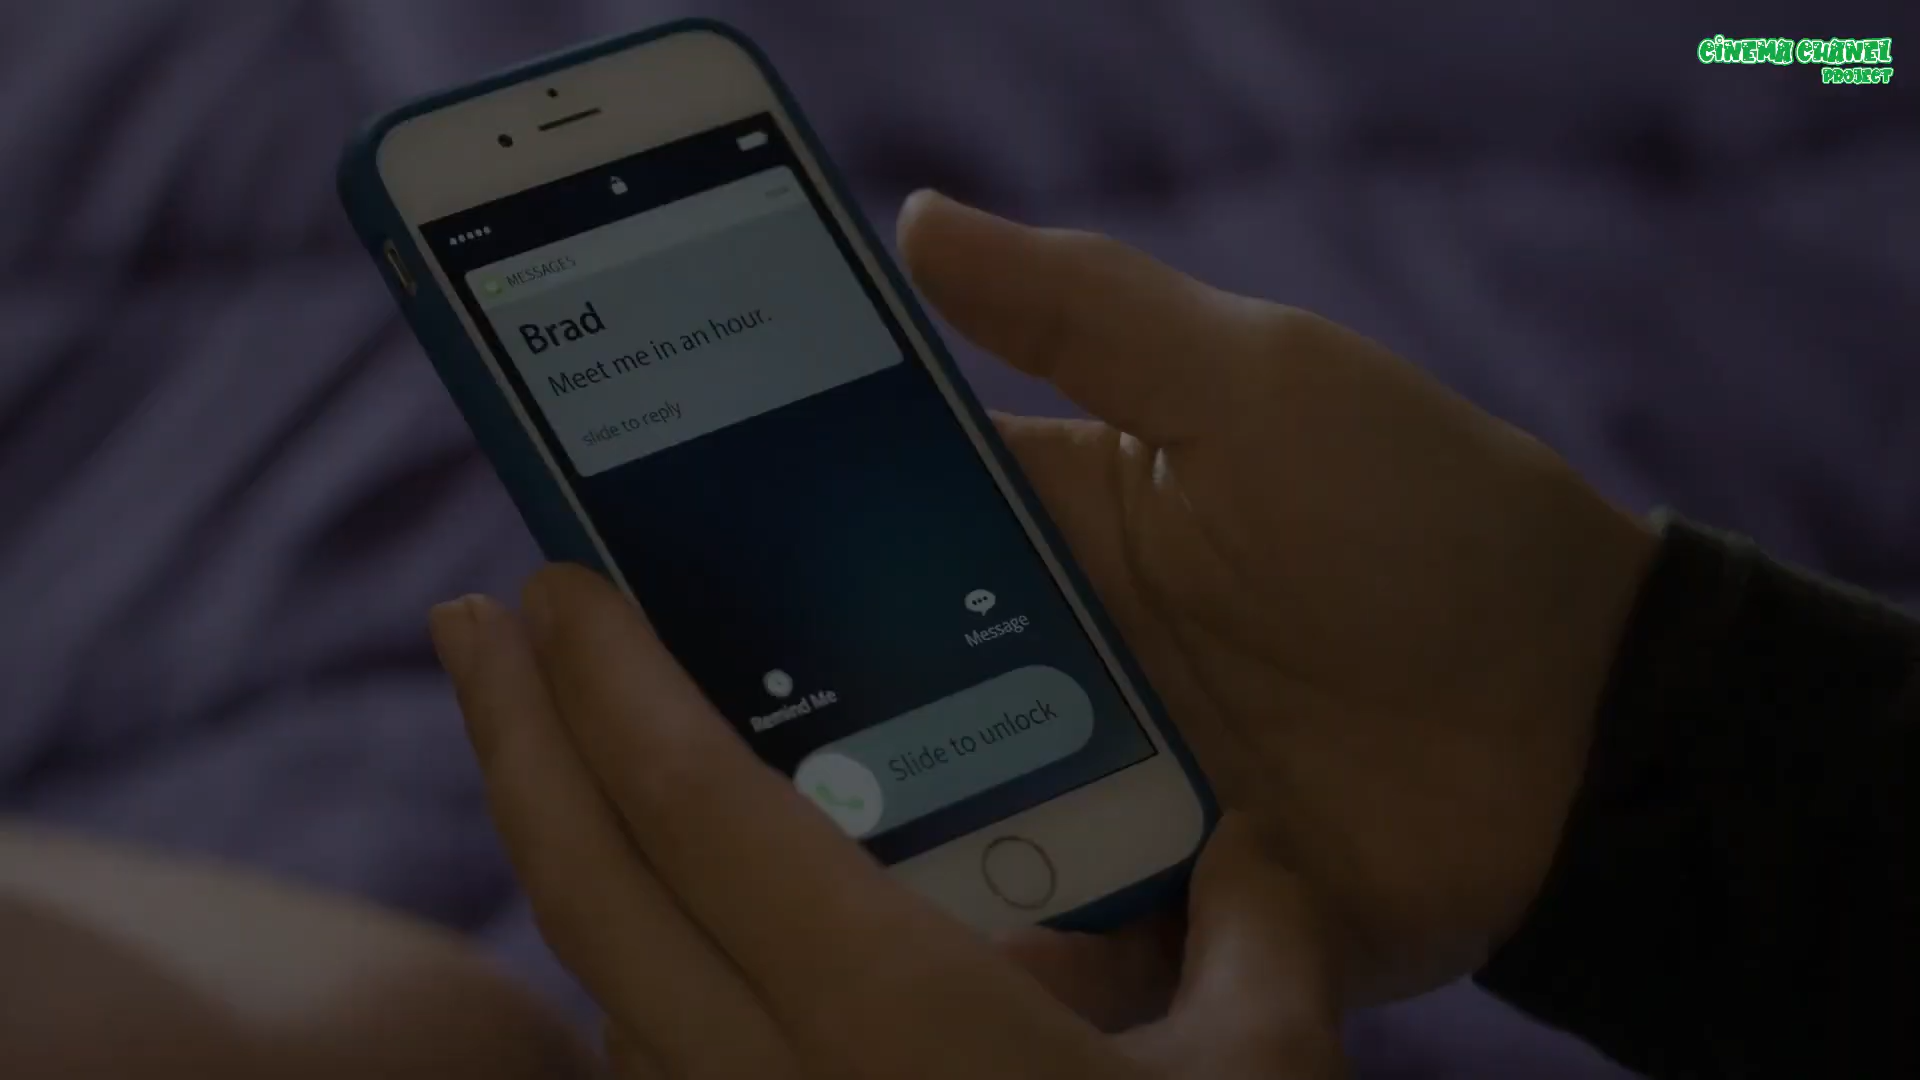 CINEMA CHANEL
PROJECT
MESSAGES
Brad
Meet me in an hour.
slide to reply
Message
Remind Me
Slide to unlock